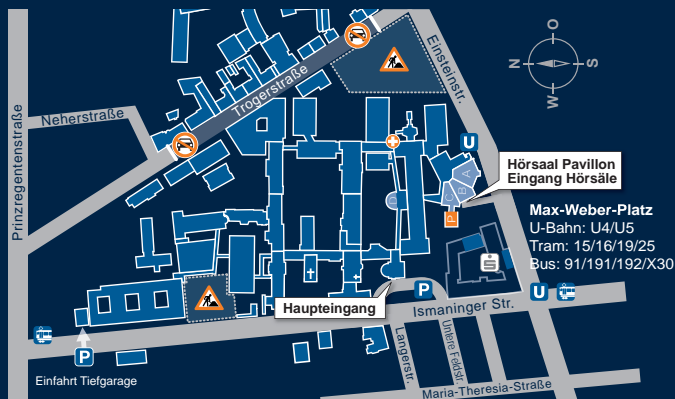 O
N
S
W
Einsteinstr.
Trogerstraße
Neherstraße
Prinzregentenstraße
U
Hörsaal Pavillon
Eingang Hörsäle
A
B
C
P
D
Max-Weber-Platz
U-Bahn: U4/U5
Tram: 15/16/19/25
Bus: 91/191/192/X30
Haupteingang
P
U
Ismaninger Str.
Langerstr.
Untere Feldstr.
Maria-Theresia-Straße
P
Einfahrt Tiefgarage